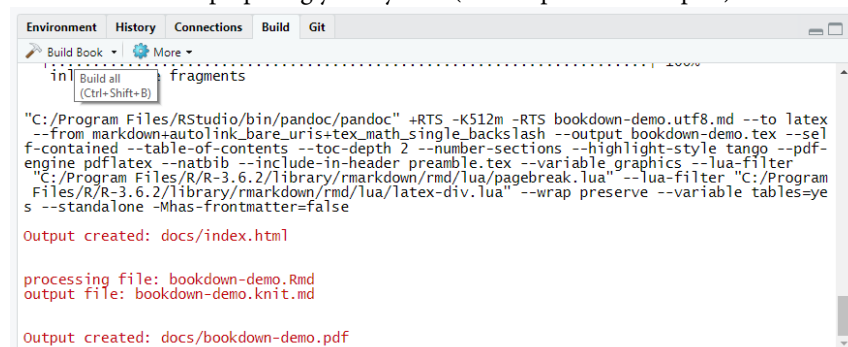 Environment History Connections Build Git
Build Book More
100%
Build all
fragments
(Ctrl+Shift+B)
"C:/Program Files/RStudio/bin/pandoc/pandoc" +RTS -K512m -RTS bookdown-demo.utf8.md --to latex
--from markdown+autolink_bare_uris+tex_math_single_backslash --output bookdown-demo.tex --sel
f-contained --table-of-contents --toc-depth 2 --number-sections --highlight-style tango --pdf-
engine pdflatex --natbib --include-in-header preamble.tex --variable graphics --lua-filter
"C:/Program Files/R/R-3.6.2/library/rmarkdown/rmd/lua/pagebreak.lua" --lua-filter "C:/Program
Files/R/R-3.6.2/library/rmarkdown/rmd/lua/latex-div.lua" --wrap preserve --variable tables=ye
s --standalone -Mhas-frontmatter=false
Output created: docs/index.html
processing file: bookdown-demo.Rmd
output file: bookdown-demo.knit.md
Output created: docs/bookdown-demo.pdf